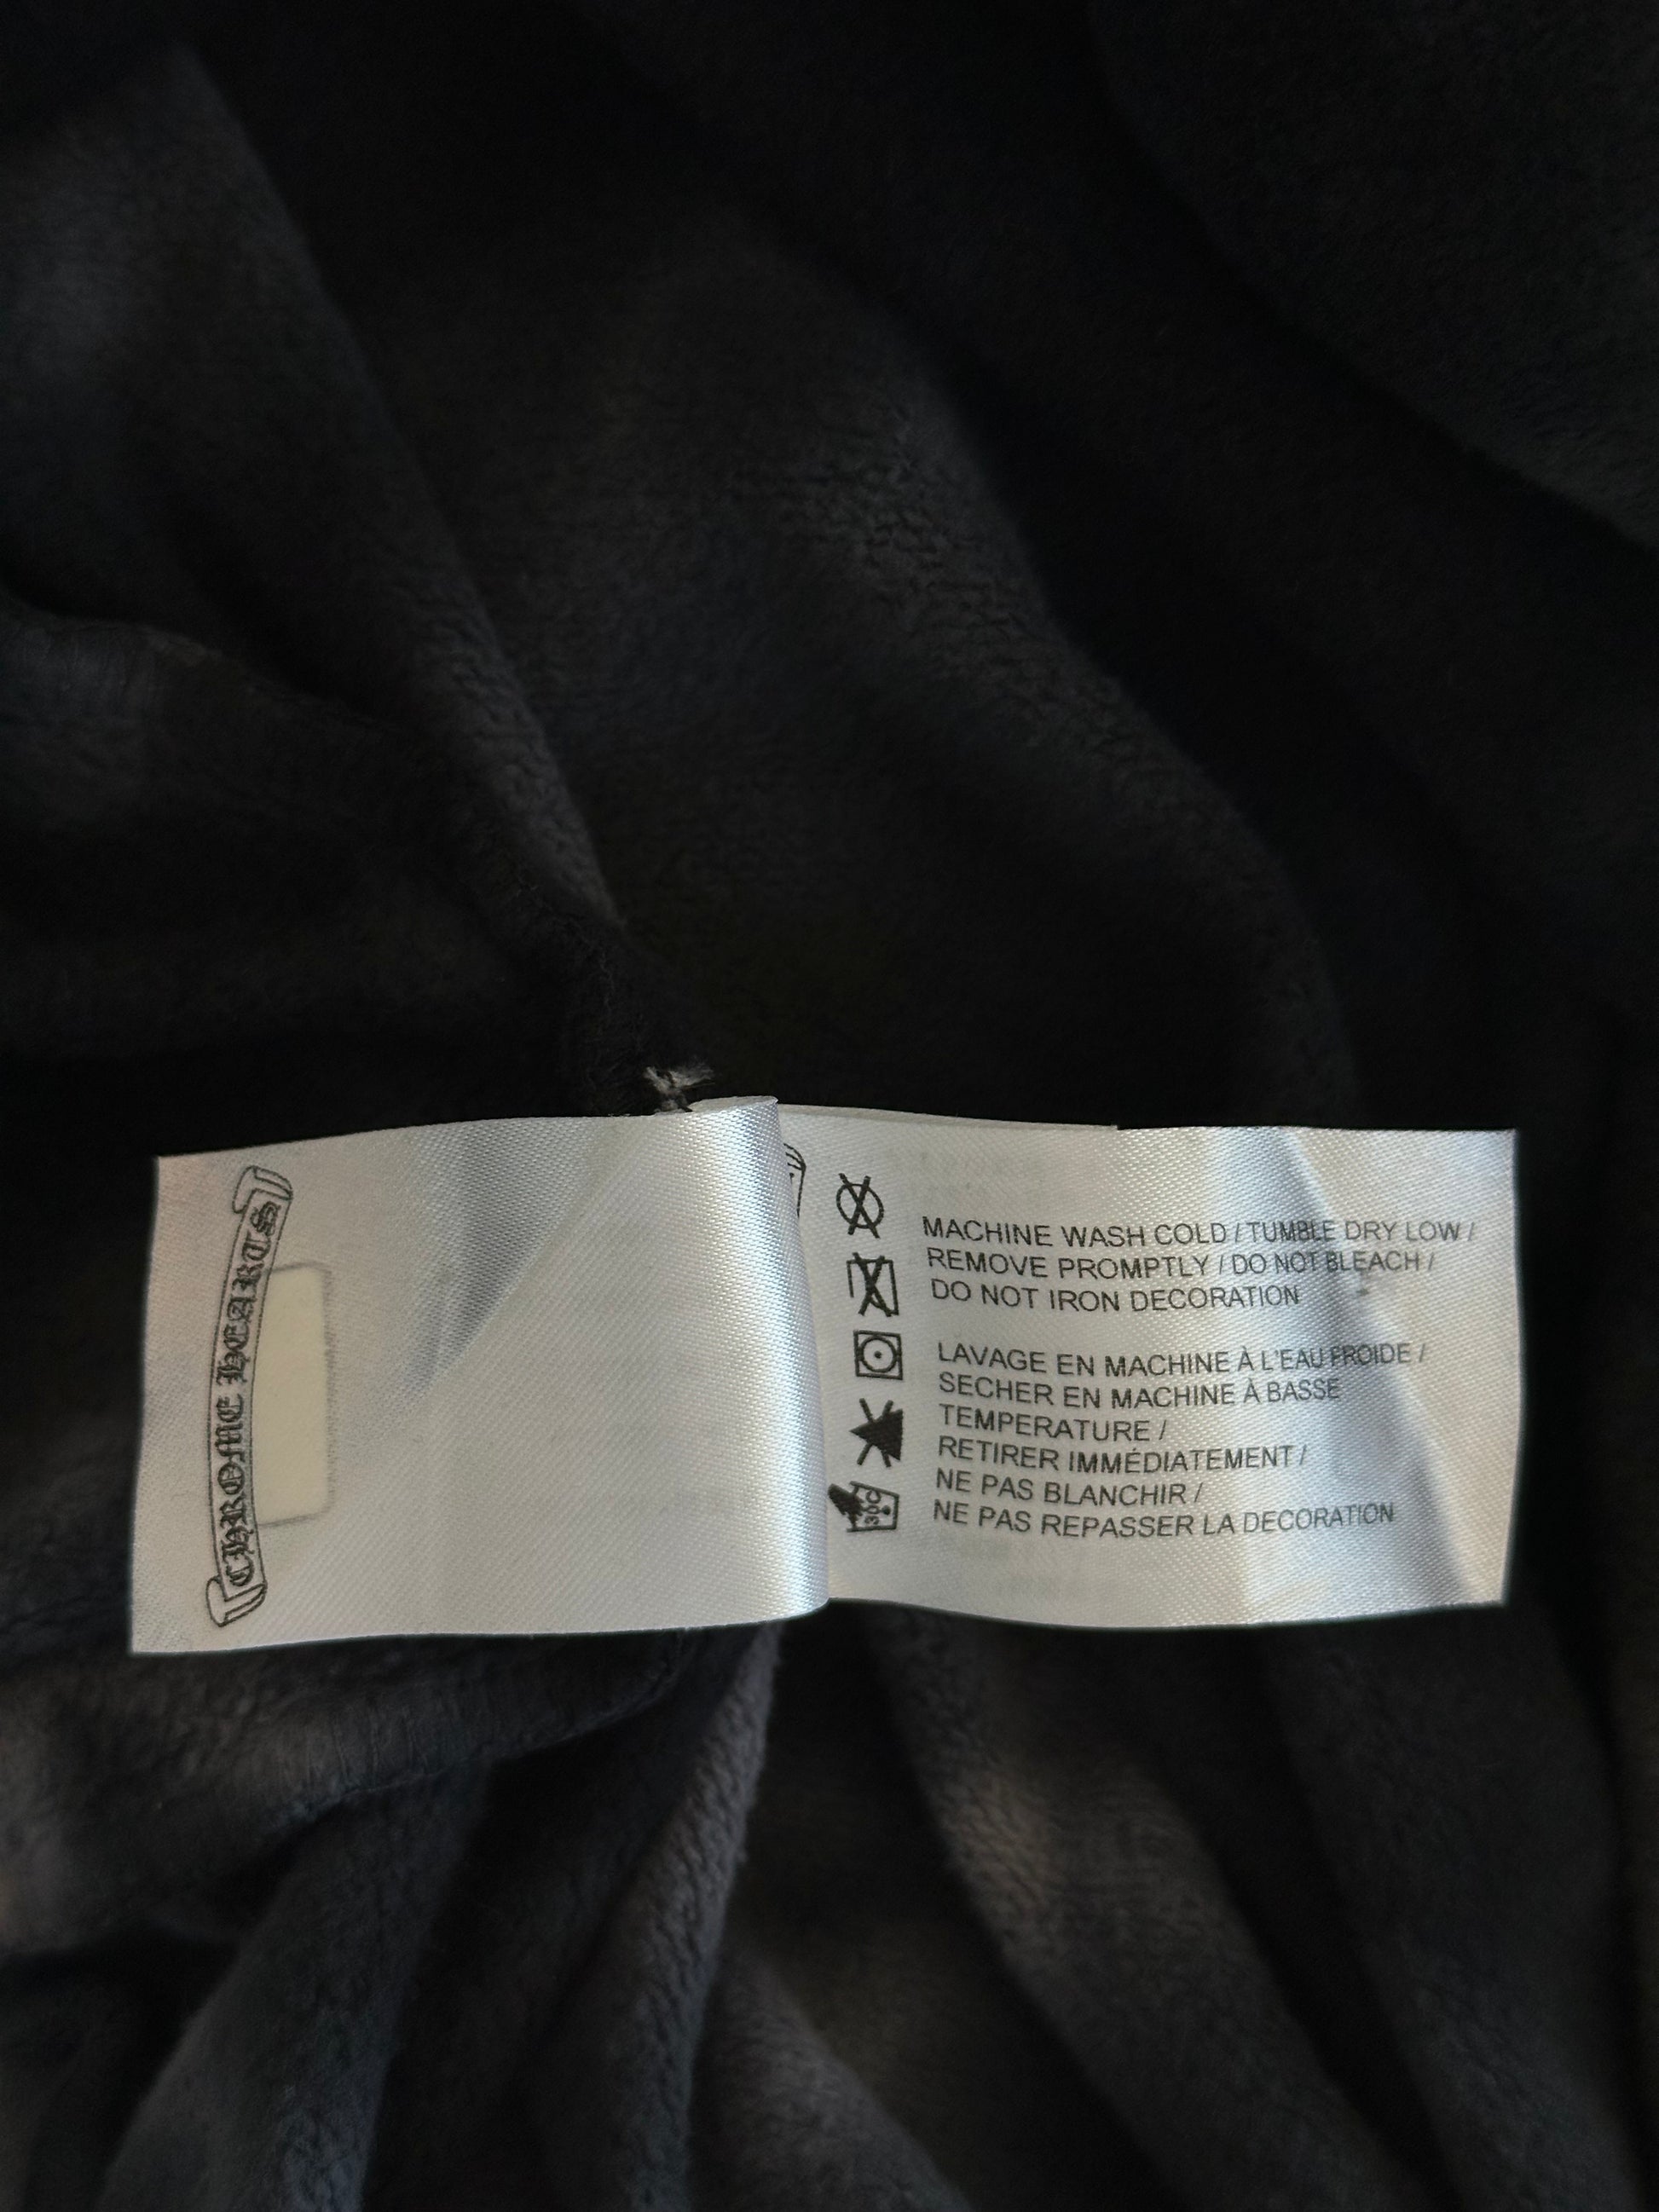 CHROME HEARTS
MACHINE WASH COLD / TUMBLE DRY LOW /
REMOVE PROMPTLY / DO NOT BLEACH /
DO NOT IRON DECORATION
LAVAGE EN MACHINE À L'EAU FROIDE /
SECHER EN MACHINE À BASSE
TEMPERATURE /
RETIRER IMMÉDIATEMENT /
NE PAS BLANCHIR /
NE PAS REPASSER LA DECORATION
30C